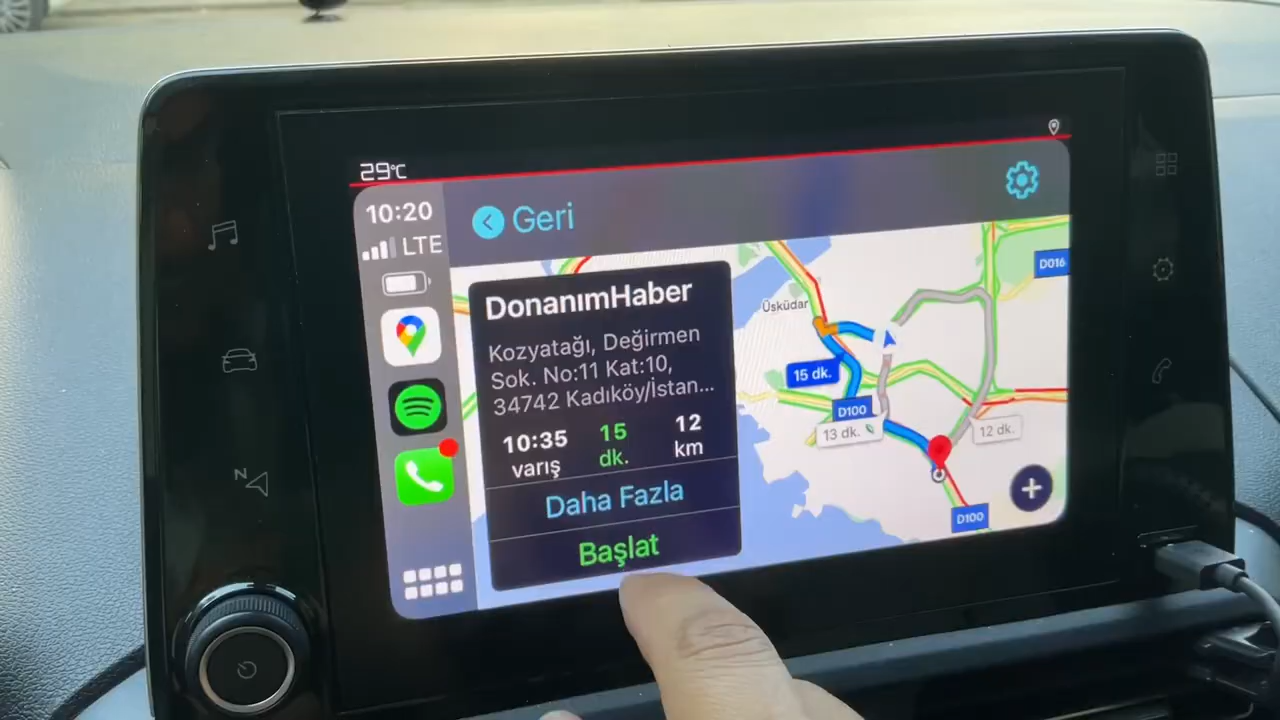 29°C
10:20
LTE
Geri
DonanımHaber
Kozyatağı, Değirmen
Sok. No:11 Kat:10,
34742 Kadıköy/İstan...
10:35
varış
15
dk.
12
km
Daha Fazla
Başlat
Üsküdar
D016
15 dk.
D100
13 dk.
12 dk.
D100
N